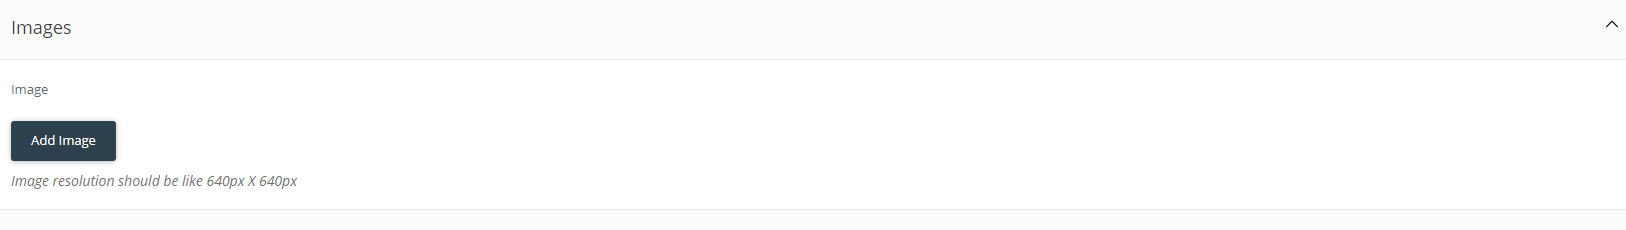 Images
Image
Add Image
Image resolution should be like 640px X 640px